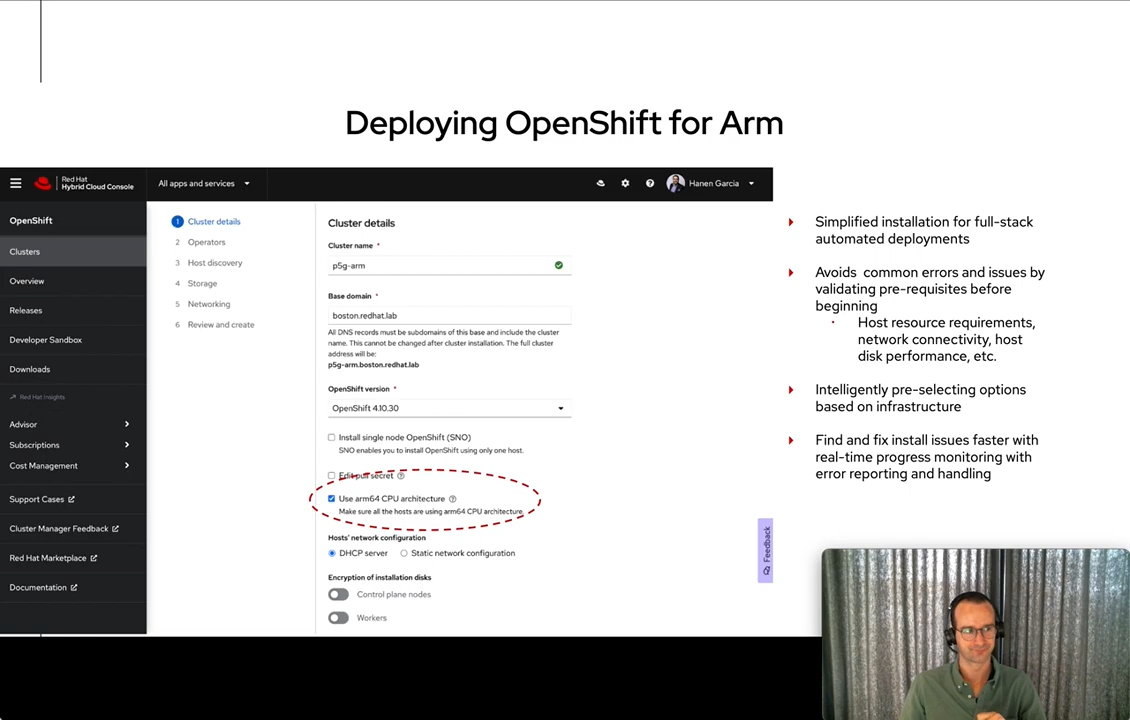 Deploying OpenShift for Arm
Red Hat
Hybrid Cloud Console
All apps and services
Hanen Garcia
OpenShift
Clusters
Overview
Releases
Developer Sandbox
Downloads
Red Hat Insights
Advisor
Subscriptions
Cost Management
Support Cases
Cluster Manager Feedback
Red Hat Marketplace
Documentation
1 Cluster details
2 Operators
3 Host discovery
4 Storage
5 Networking
6 Review and create
Cluster details
Cluster name *
p5g-arm
Base domain *
boston.redhat.lab
All DNS records must be subdomains of this base and include the cluster
name. This cannot be changed after cluster installation. The full cluster
address will be:
p5g-arm.boston.redhat.lab
OpenShift version *
OpenShift 4.10.30
Install single node OpenShift (SNO)
SNO enables you to install OpenShift using only one host.
Edit pull secret
Use arm64 CPU architecture
Make sure all the hosts are using arm64 CPU architecture.
Hosts' network configuration
DHCP server Static network configuration
Encryption of installation disks
Control plane nodes
Workers
Feedback
Simplified installation for full-stack
automated deployments
Avoids common errors and issues by
validating pre-requisites before
beginning
Host resource requirements,
network connectivity, host
disk performance, etc.
Intelligently pre-selecting options
based on infrastructure
Find and fix install issues faster with
real-time progress monitoring with
error reporting and handling